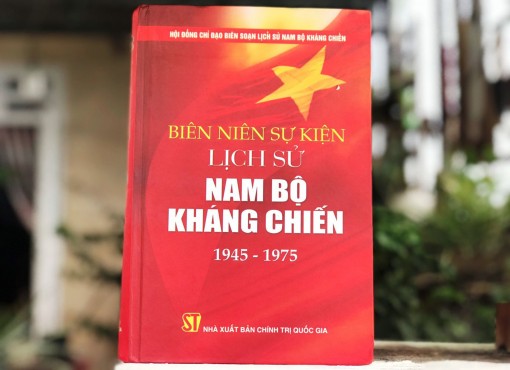 HỘI ĐỒNG CHỈ ĐẠO BIÊN SOẠN LỊCH SỬ NAM BỘ KHÁNG CHIẾN
BIÊN NIÊN SỰ KIỆN
LỊCH SỬ
NAM BỘ
KHÁNG CHIẾN
1945 - 1975
ST NHÀ XUẤT BẢN CHÍNH TRỊ QUỐC GIA